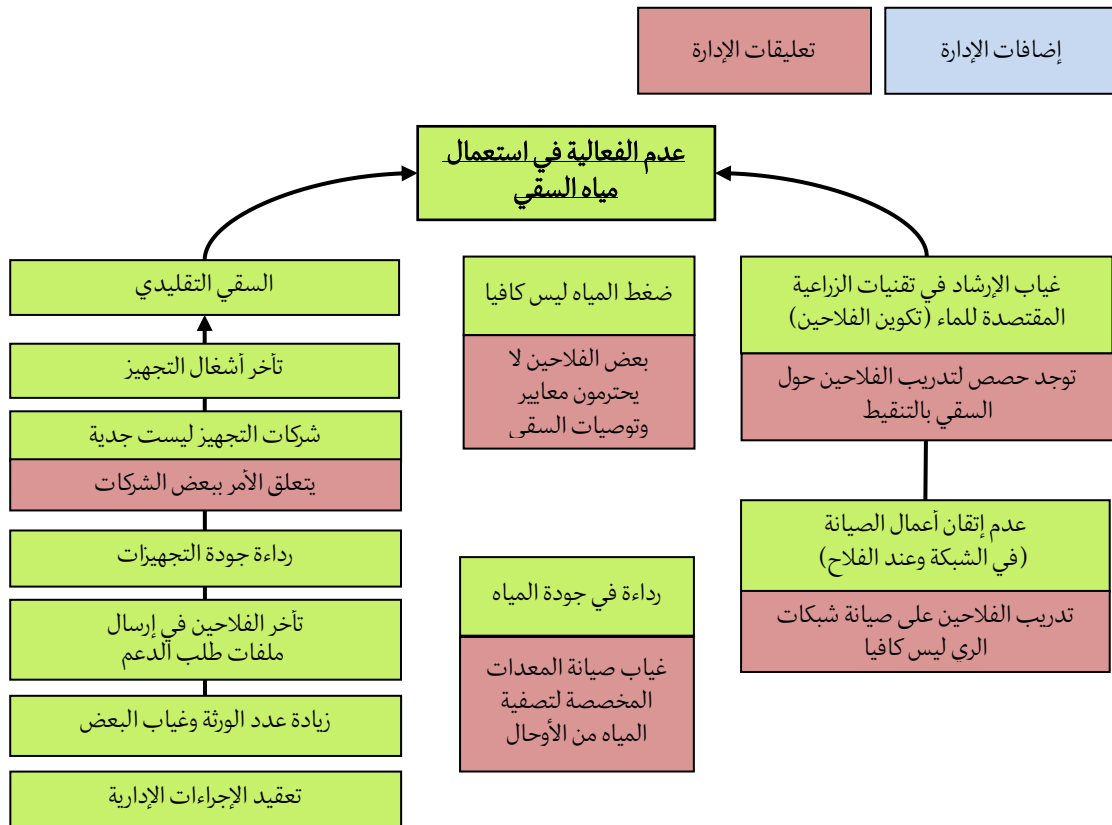 إضافات الإدارة
تعليقات الإدارة
عدم الفعالية في استعمال
مياه السقي
غياب الإرشاد في تقنيات الزراعية
المقتصدة للماء (تكوين الفلاحين)
توجد حصص لتدريب الفلاحين حول
السقي بالتنقيط
عدم إتقان أعمال الصيانة
(في الشبكة وعند الفلاح)
تدريب الفلاحين على صيانة شبكات
الري ليس كافيا
ضغط المياه ليس كافيا
بعض الفلاحين لا
يحترمون معايير
وتوصيات السقي
رداءة في جودة المياه
غياب صيانة المعدات
المخصصة لتصفية
المياه من الأوحال
السقي التقليدي
تأخر أشغال التجهيز
شركات التجهيز ليست جدية
يتعلق الأمر ببعض الشركات
رداءة جودة التجهيزات
تأخر الفلاحين في إرسال
ملفات طلب الدعم
زيادة عدد الورثة وغياب البعض
تعقيد الإجراءات الإدارية